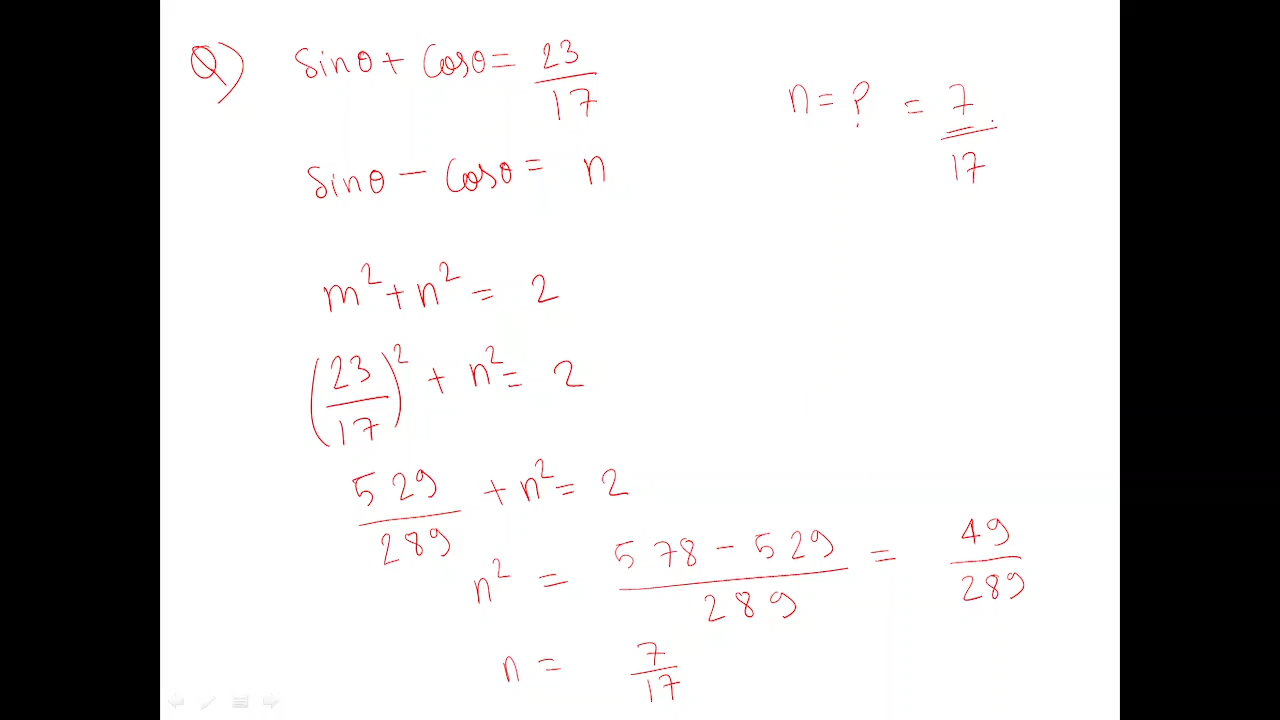 Q) Sinθ + Cosθ = 23/17
n = ? = 7/17
Sinθ − Cosθ = n
m² + n² = 2
(23/17)² + n² = 2
529/289 + n² = 2
n² = 578 − 529/289 = 49/289
n = 7/17